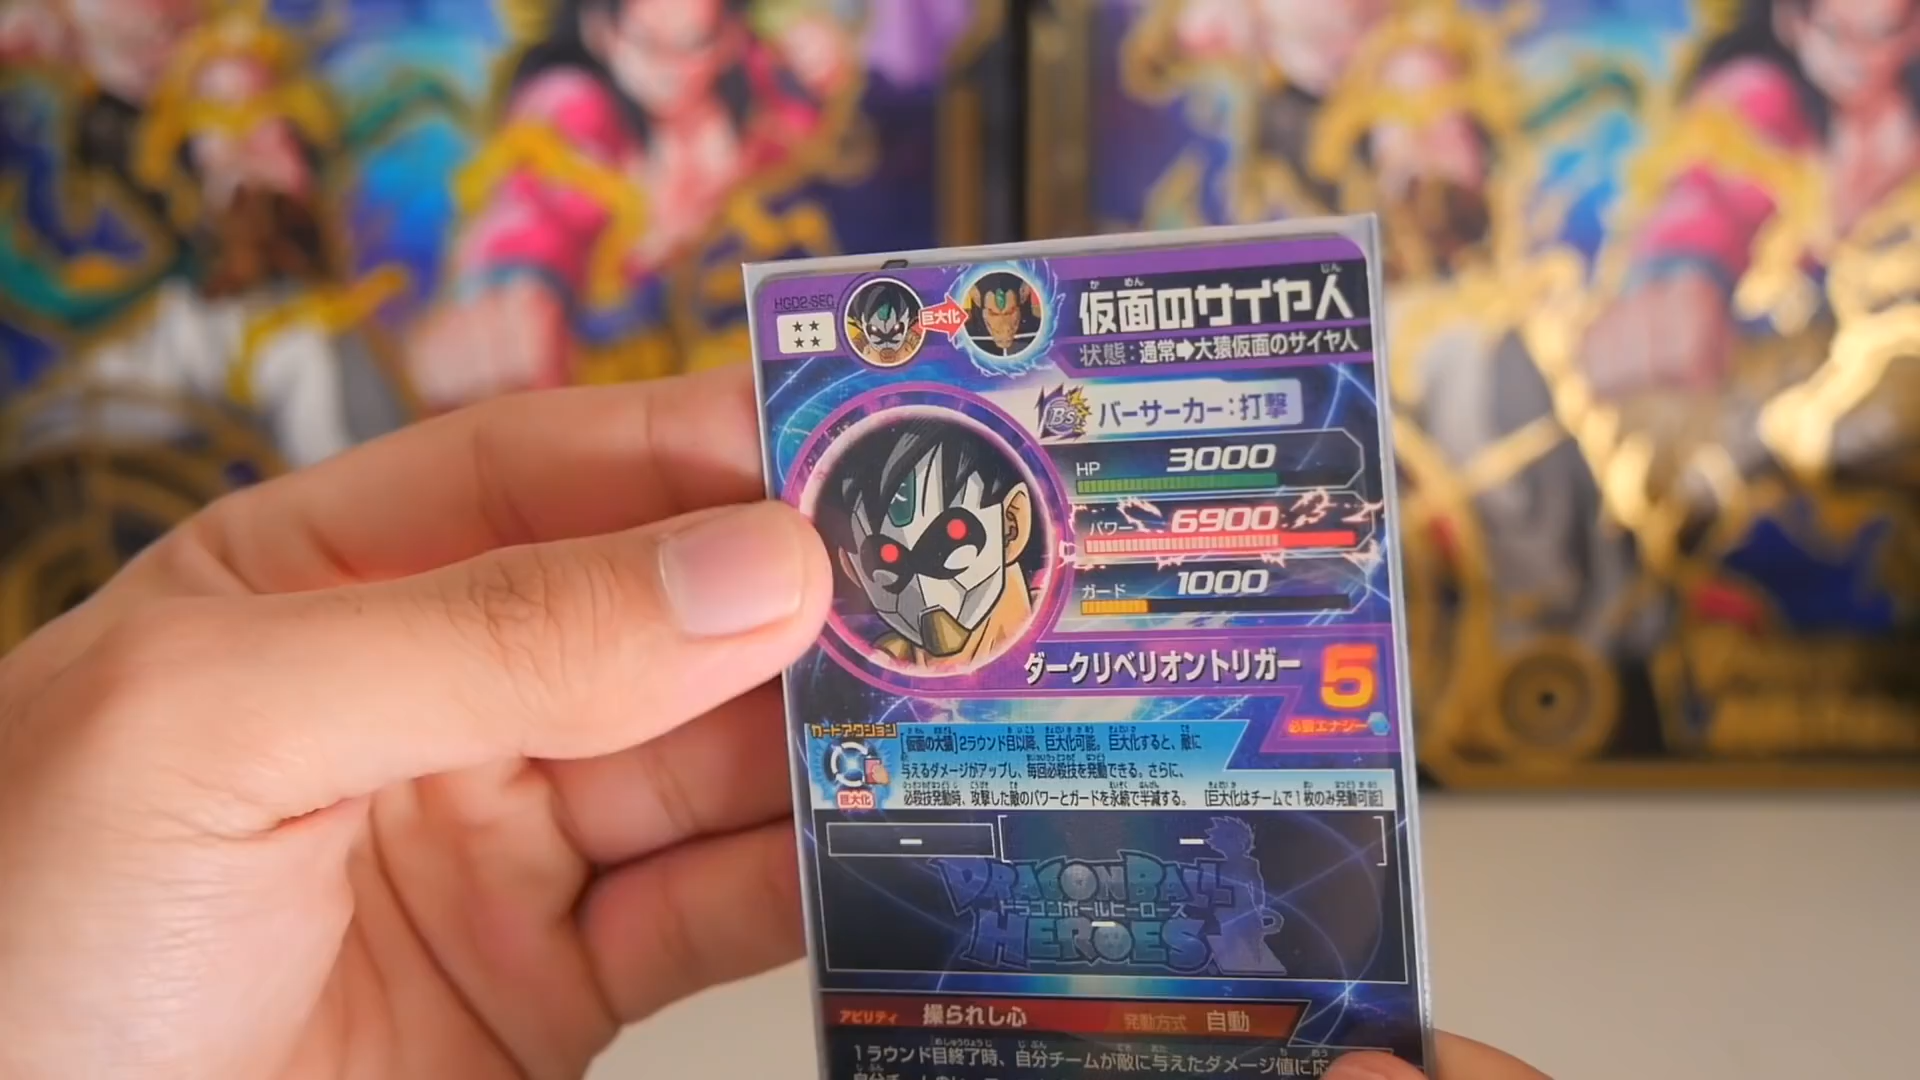 HGD2-SEC
巨大化
仮面のサイヤ人
かめん じん
状態：通常➡大猿仮面のサイヤ人
Bs バーサーカー：打撃
HP 3000
パワー 6900
ガード 1000
ダークリベリオントリガー 5
必要エナジー
カードアクション
巨大化
[仮面の大猿]2ラウンド目以降、巨大化可能。巨大化すると、敵に
与えるダメージがアップし、毎回必殺技を発動できる。さらに、
必殺技発動時、攻撃した敵のパワーとガードを永続で半減する。 [巨大化はチームで1枚のみ発動可能]
ー ー
DRAGON BALL
ドラゴンボールヒーローズ
ー
HEROES
アビリティ 操られし心 発動方式 自動
1ラウンド目終了時、自分チームが敵に与えたダメージ値に応